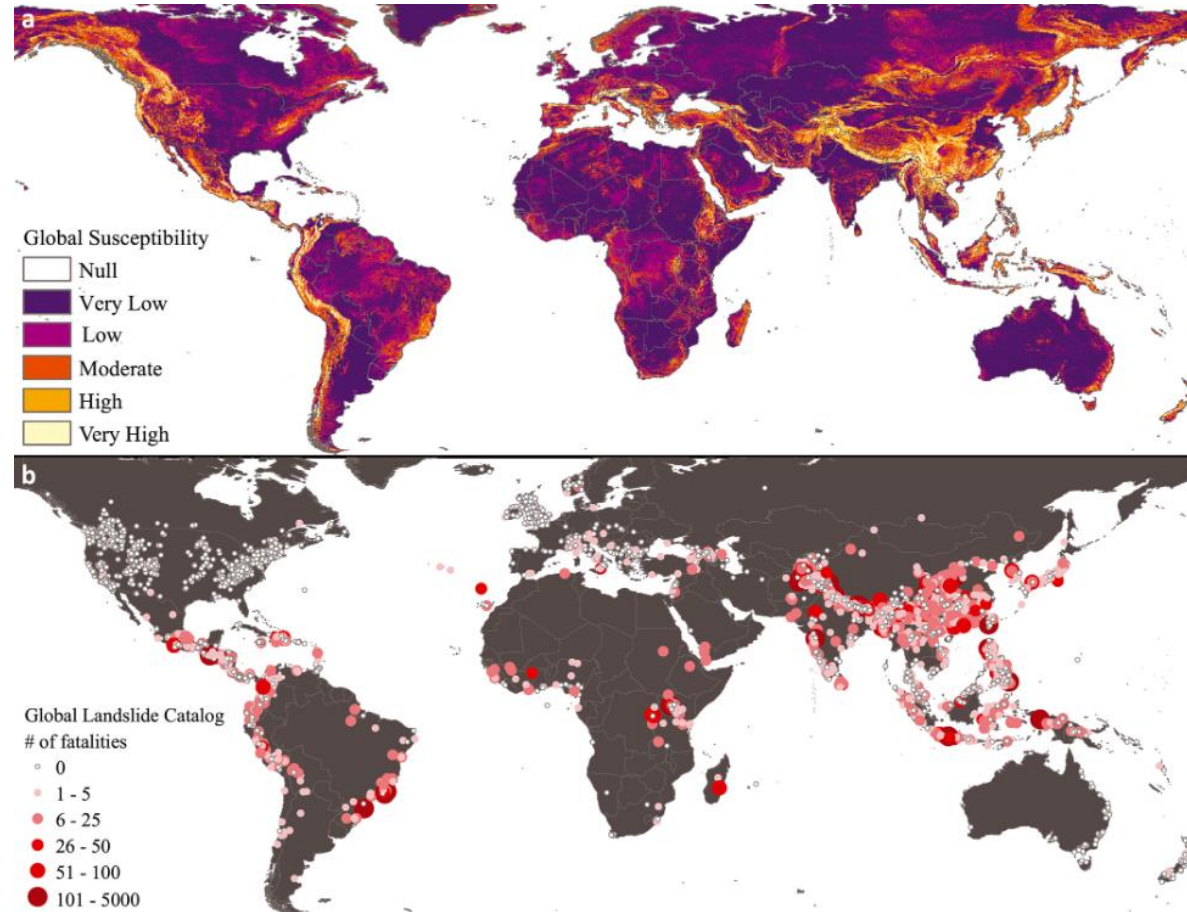 a
Global Susceptibility
Null
Very Low
Low
Moderate
High
Very High
b
Global Landslide Catalog
# of fatalities
0
1 - 5
6 - 25
26 - 50
51 - 100
101 - 5000